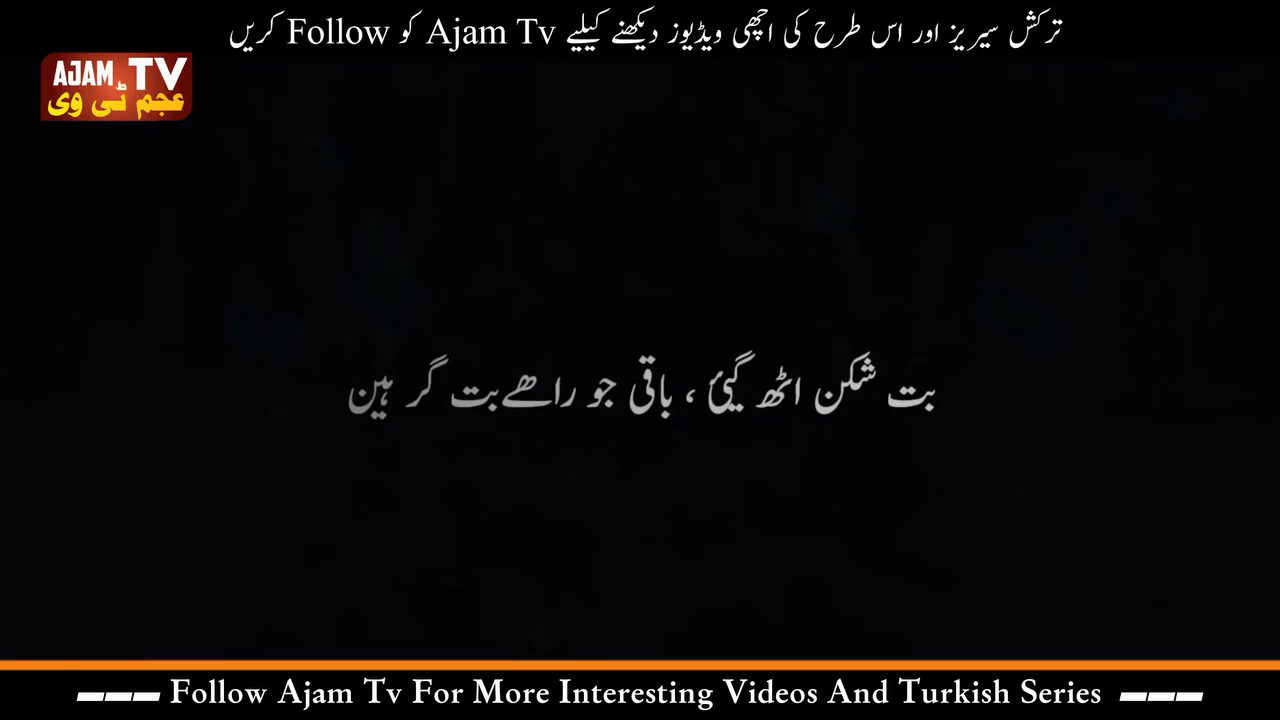 ترکش سیریز اور اس طرح کی اچھی ویڈیوز دیکھنے کیلیے Ajam Tv کو Follow کریں
AJAM TV
عجم ٹی وی
بت شکن اٹھ گیئ ، باقی جو راھے بت گر ہین
Follow Ajam Tv For More Interesting Videos And Turkish Series